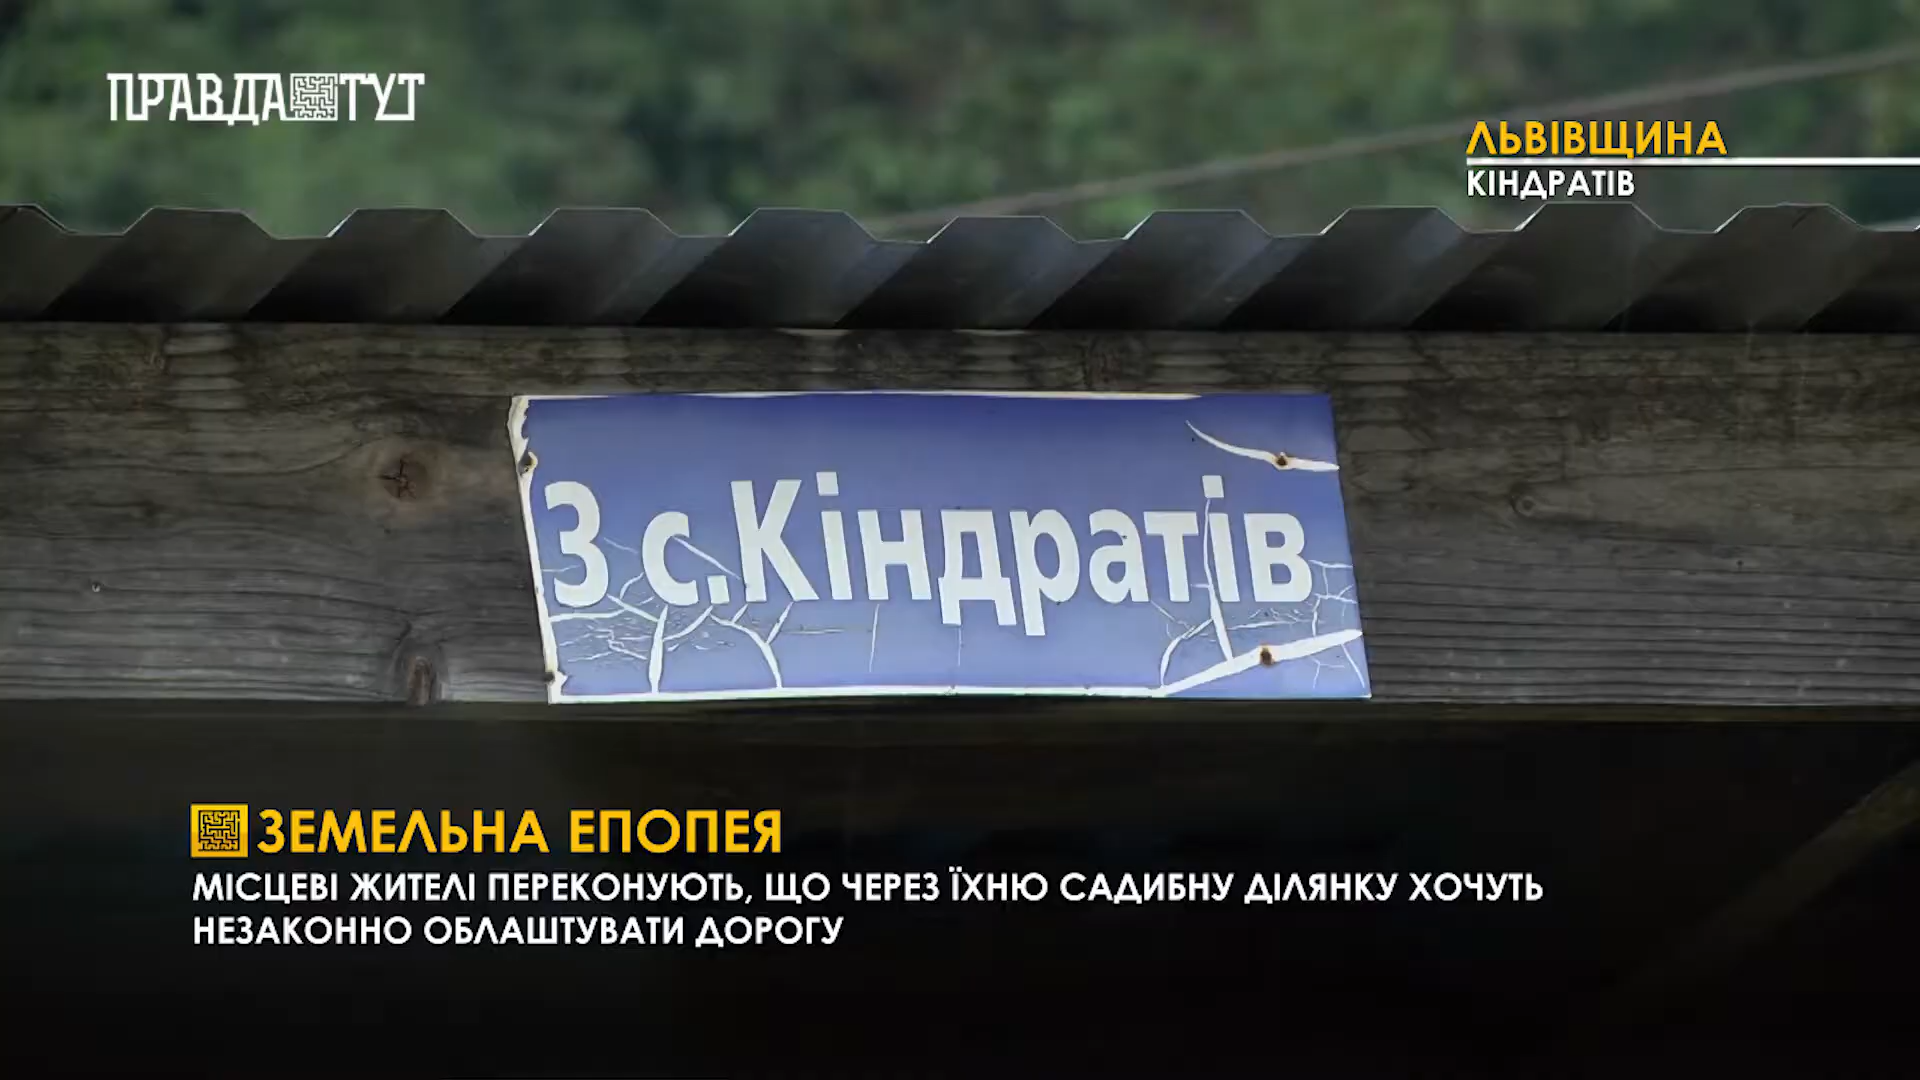 ПРАВДА ТУТ
ЛЬВІВЩИНА
КІНДРАТІВ
З с.Кіндратів
ЗЕМЕЛЬНА ЕПОПЕЯ
МІСЦЕВІ ЖИТЕЛІ ПЕРЕКОНУЮТЬ, ЩО ЧЕРЕЗ ЇХНЮ САДИБНУ ДІЛЯНКУ ХОЧУТЬ
НЕЗАКОННО ОБЛАШТУВАТИ ДОРОГУ